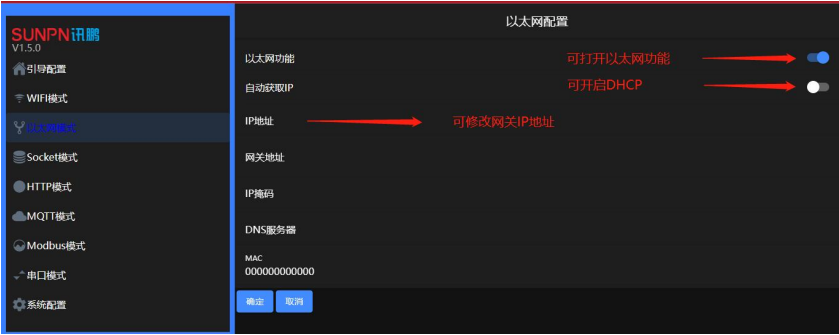 SUNPN讯鹏
V1.5.0
引导配置
WIFI模式
以太网模式
Socket模式
HTTP模式
MQTT模式
Modbus模式
串口模式
系统配置
以太网配置
以太网功能
可打开以太网功能
自动获取IP
可开启DHCP
IP地址
可修改网关IP地址
网关地址
IP掩码
DNS服务器
MAC
000000000000
确定 取消